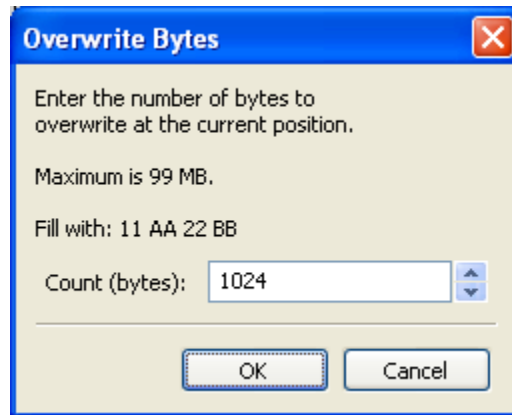 Overwrite Bytes
Enter the number of bytes to
overwrite at the current position.
Maximum is 99 MB.
Fill with: 11 AA 22 BB
Count (bytes): 1024
OK Cancel